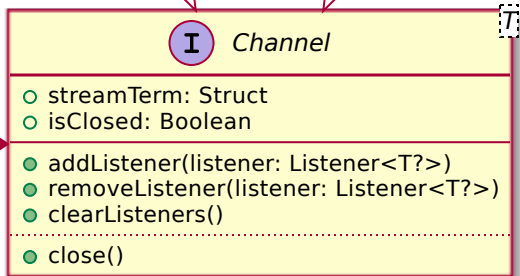 T
I Channel
streamTerm: Struct
isClosed: Boolean
addListener(listener: Listener<T?>)
removeListener(listener: Listener<T?>)
clearListeners()
close()